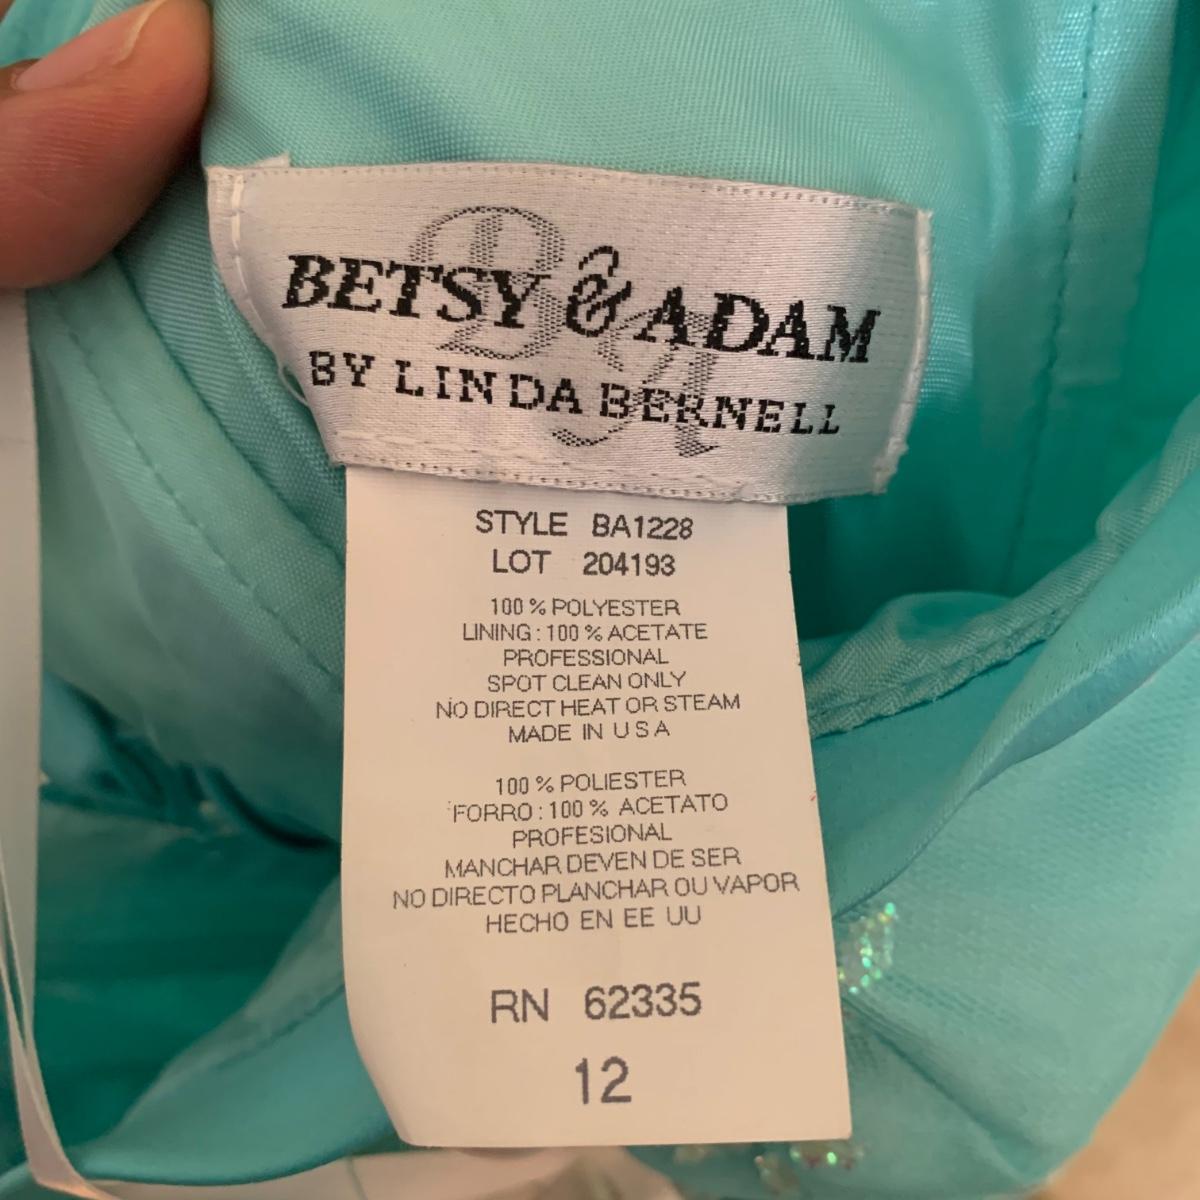 BETSY & ADAM
BY LINDA BERNELL
STYLE BA1228
LOT 204193
100 % POLYESTER
LINING : 100 % ACETATE
PROFESSIONAL
SPOT CLEAN ONLY
NO DIRECT HEAT OR STEAM
MADE IN U S A
100 % POLIESTER
FORRO : 100 % ACETATO
PROFESIONAL
MANCHAR DEVEN DE SER
NO DIRECTO PLANCHAR OU VAPOR
HECHO EN EE UU
RN 62335
12